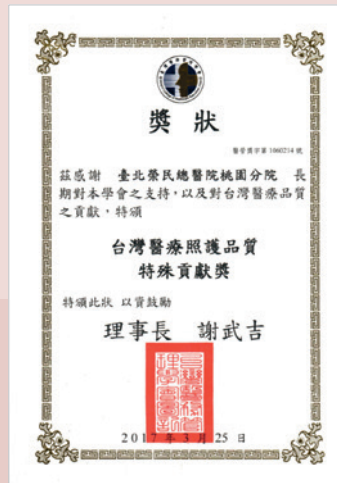 獎狀
醫管獎字第1060214號
茲感謝 臺北榮民總醫院桃園分院 長
期對本學會之支持，以及對台灣醫療品質
之貢獻，特頒
台灣醫療照護品質
特殊貢獻獎
特頒此狀 以資鼓勵
理事長 謝武吉
2017年3月25日